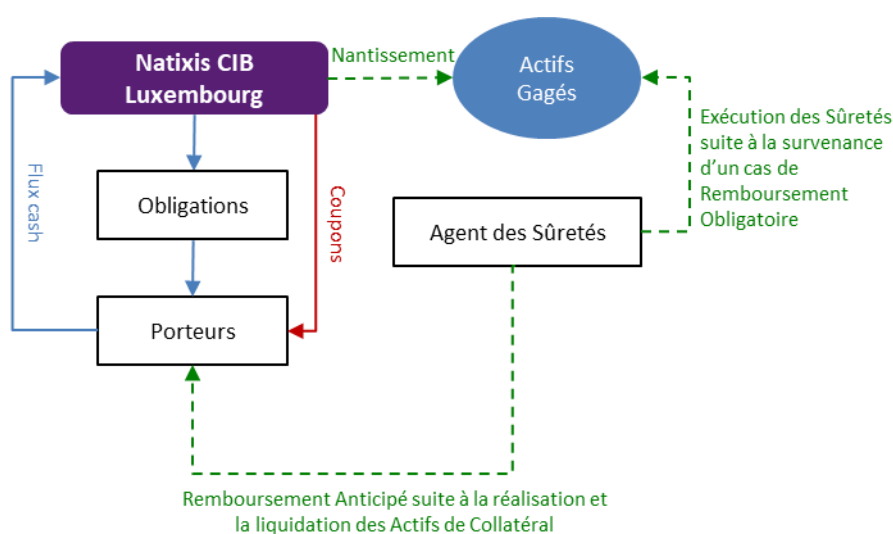 Natixis CIB
Luxembourg
Nantissement
Actifs
Gagés
Exécution des Sûretés
suite à la survenance
d'un cas de
Remboursement
Obligatoire
Flux cash
Obligations
Coupons
Agent des Sûretés
Porteurs
Remboursement Anticipé suite à la réalisation et
la liquidation des Actifs de Collatéral